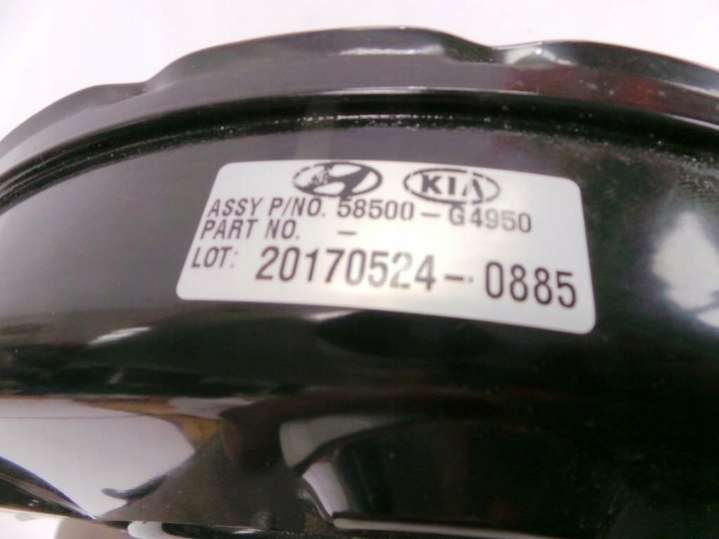 KIA
ASSY P/NO. 58500-G4950
PART NO. -
LOT: 20170524-0885